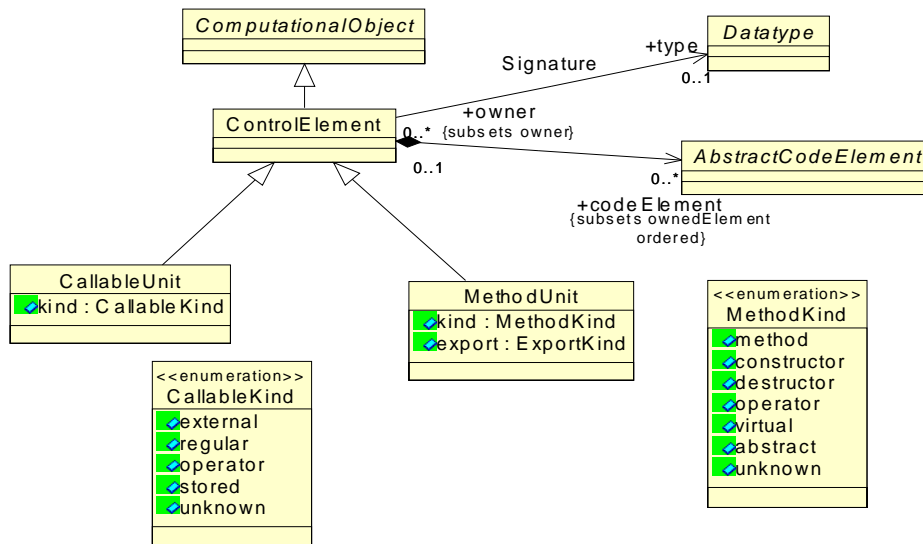 ComputationalObject
Datatype
+type
Signature
0..1
+owner
ControlElement
0..*
{subsets owner}
AbstractCodeElement
0..1
0..*
+codeElement
{subsets ownedElement
ordered}
CallableUnit
kind : CallableKind
MethodUnit
kind : MethodKind
export : ExportKind
<<enumeration>>
MethodKind
method
constructor
destructor
operator
virtual
abstract
unknown
<<enumeration>>
CallableKind
external
regular
operator
stored
unknown